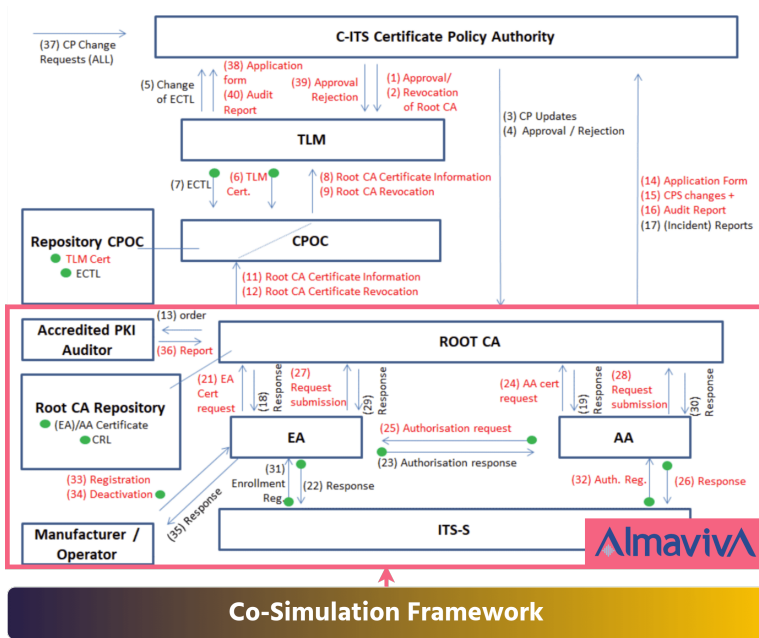 C-ITS Certificate Policy Authority
(37) CP Change
Requests (ALL)
(5) Change
of ECTL
(38) Application
form
(40) Audit
Report
(39) Approval
Rejection
(1) Approval/
(2) Revocation
of Root CA
(3) CP Updates
(4) Approval / Rejection
TLM
(7) ECTL
(6) TLM
Cert.
(8) Root CA Certificate Information
(9) Root CA Revocation
(14) Application Form
(15) CPS changes +
(16) Audit Report
(17) (Incident) Reports
Repository CPOC
TLM Cert
ECTL
CPOC
(11) Root CA Certificate Information
(12) Root CA Certificate Revocation
Accredited PKI
Auditor
(13) order
(36) Report
ROOT CA
(21) EA
Cert
request
(18)
Response
(27)
Request
submission
(29)
Response
(24) AA cert
request
(19)
Response
(28)
Request
submission
(30)
Response
Root CA Repository
(EA)/AA Certificate
CRL
EA
(25) Authorisation request
(23) Authorisation response
AA
(33) Registration
(34) Deactivation
(35) Response
(31)
Enrollment
Reg.
(22) Response
(32) Auth. Reg.
(26) Response
Manufacturer /
Operator
ITS-S
AlmavivA
Co-Simulation Framework